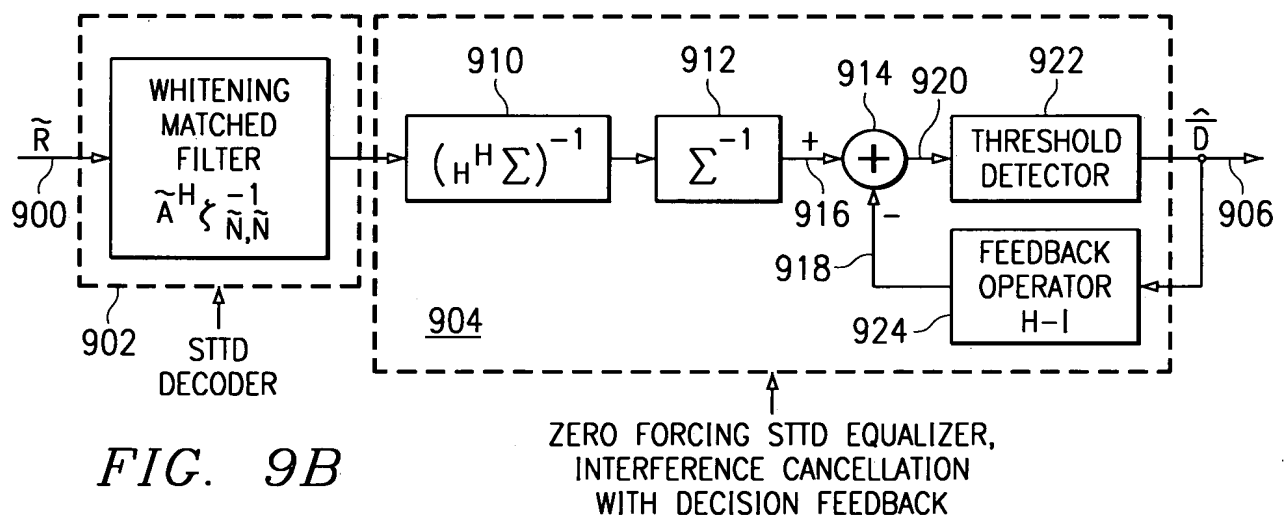 902
STTD
DECODER
R̃
900
WHITENING
MATCHED
FILTER
Ã^H ζ^-1_Ñ,Ñ
910
(H^H Σ)^-1
912
Σ^-1
914
+
+
916
−
918
920
922
THRESHOLD
DETECTOR
D̂
906
FEEDBACK
OPERATOR
H−I
924
904
ZERO FORCING STTD EQUALIZER,
INTERFERENCE CANCELLATION
WITH DECISION FEEDBACK
FIG. 9B